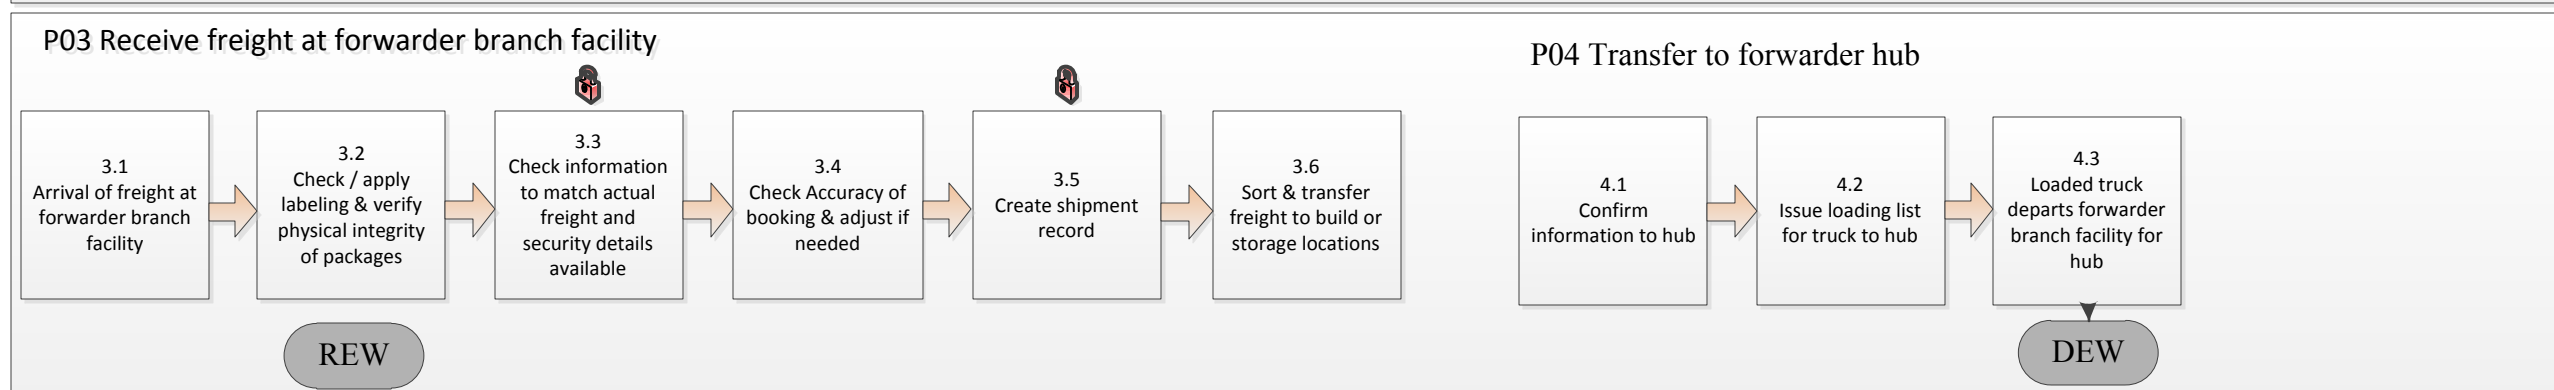 P03 Receive freight at forwarder branch facility
P04 Transfer to forwarder hub
3.1
Arrival of freight at
forwarder branch
facility
3.2
Check / apply
labeling & verify
physical integrity
of packages
3.3
Check information
to match actual
freight and
security details
available
3.4
Check Accuracy of
booking & adjust if
needed
3.5
Create shipment
record
3.6
Sort & transfer
freight to build or
storage locations
4.1
Confirm
information to hub
4.2
Issue loading list
for truck to hub
4.3
Loaded truck
departs forwarder
branch facility for
hub
REW
DEW